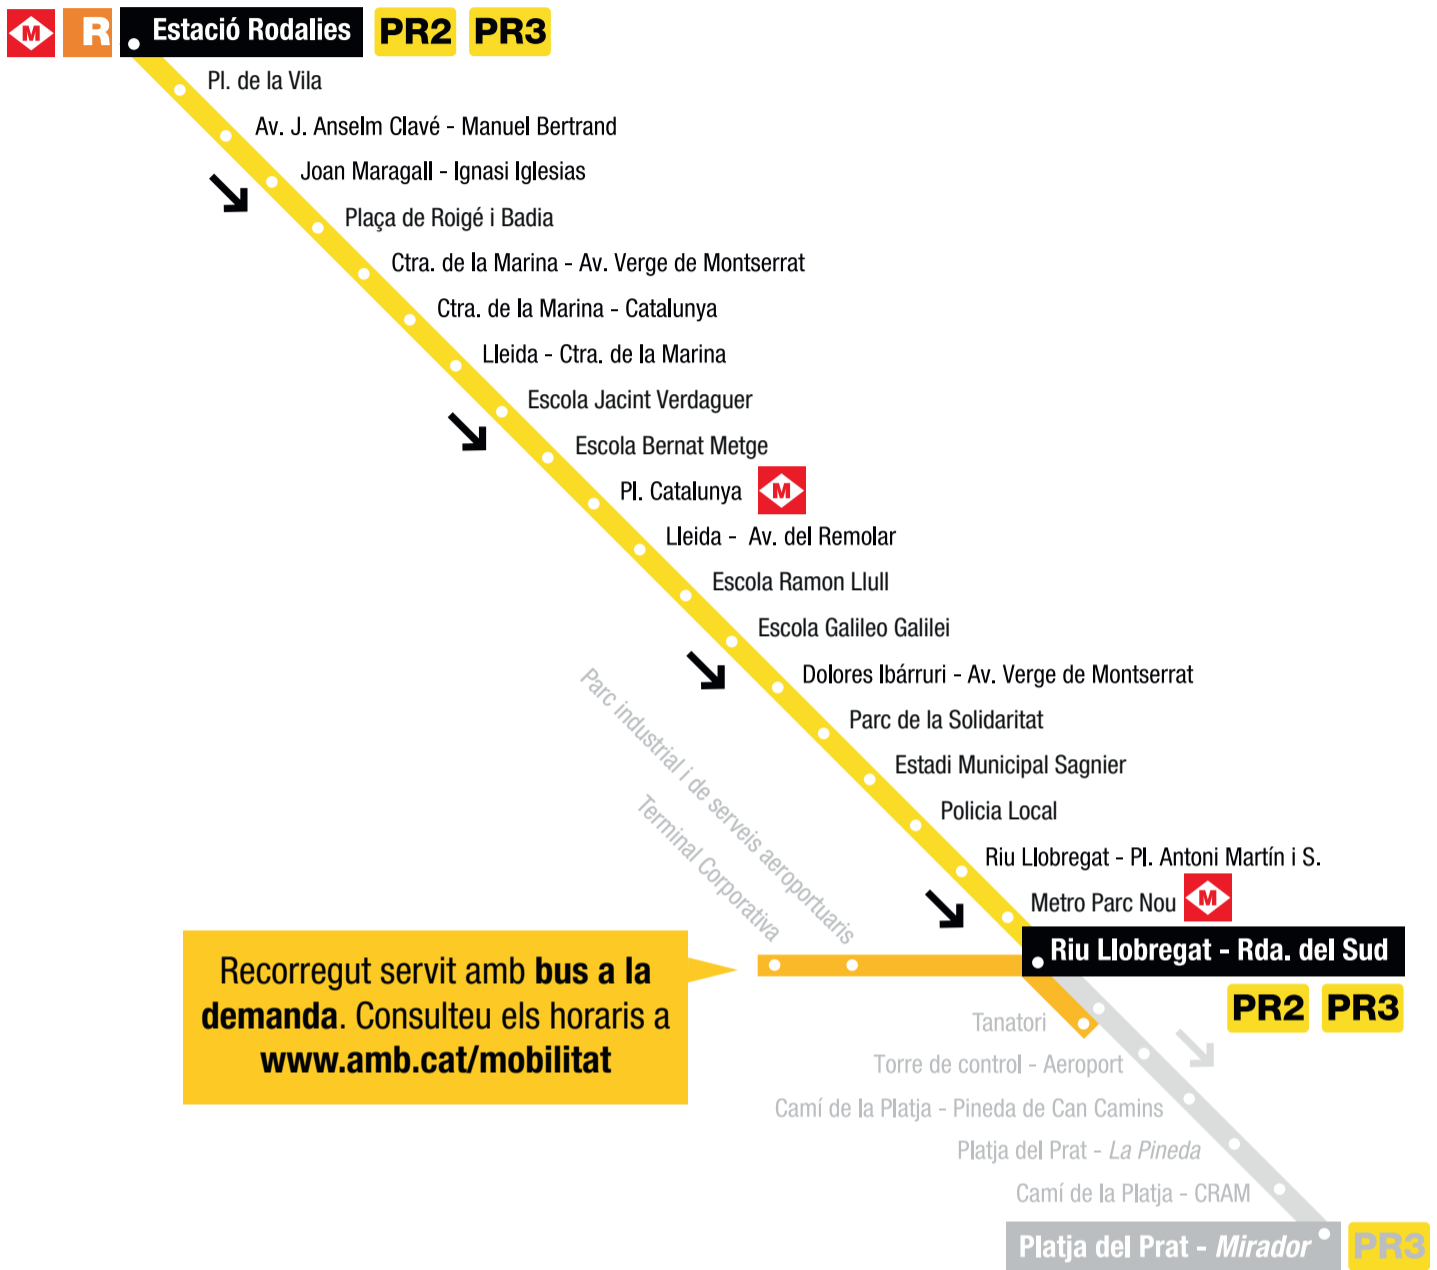 M R Estació Rodalies PR2 PR3
Pl. de la Vila
Av. J. Anselm Clavé - Manuel Bertrand
Joan Maragall - Ignasi Iglesias
Plaça de Roigé i Badia
Ctra. de la Marina - Av. Verge de Montserrat
Ctra. de la Marina - Catalunya
Lleida - Ctra. de la Marina
Escola Jacint Verdaguer
Escola Bernat Metge
Pl. Catalunya M
Lleida - Av. del Remolar
Escola Ramon Llull
Escola Galileo Galilei
Dolores Ibárruri - Av. Verge de Montserrat
Parc de la Solidaritat
Estadi Municipal Sagnier
Policia Local
Riu Llobregat - Pl. Antoni Martín i S.
Metro Parc Nou M
Riu Llobregat - Rda. del Sud
PR2 PR3
Parc industrial i de serveis aeroportuaris
Terminal Corporativa
Recorregut servit amb bus a la
demanda. Consulteu els horaris a
www.amb.cat/mobilitat
Tanatori
Torre de control - Aeroport
Camí de la Platja - Pineda de Can Camins
Platja del Prat - La Pineda
Camí de la Platja - CRAM
Platja del Prat - Mirador PR3